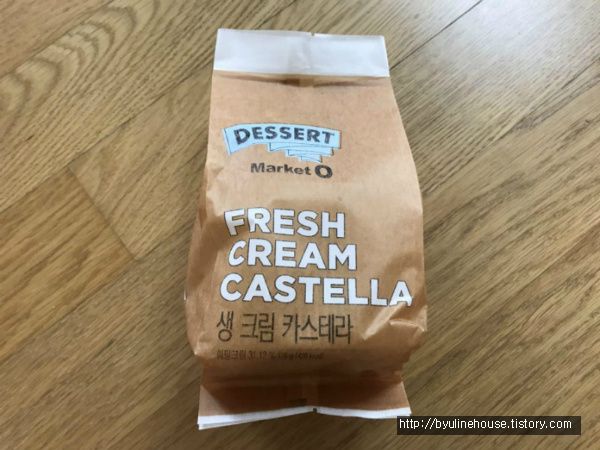 DESSERT
Market O
FRESH
CREAM
CASTELLA
생 크림 카스테라
http://byulinehouse.tistory.com